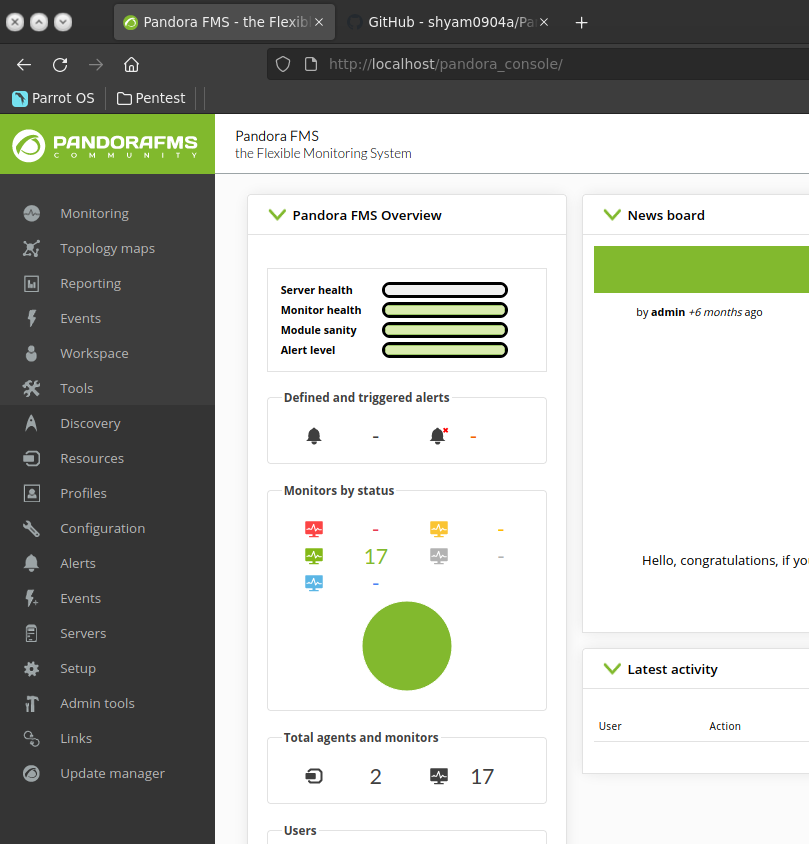 Pandora FMS - the Flexib
GitHub - shyam0904a/Pa
http://localhost/pandora_console/
Parrot OS
Pentest
PANDORAFMS
COMMUNITY
Pandora FMS
the Flexible Monitoring System
Monitoring
Topology maps
Reporting
Events
Workspace
Tools
Discovery
Resources
Profiles
Configuration
Alerts
Events
Servers
Setup
Admin tools
Links
Update manager
Pandora FMS Overview
Server health
Monitor health
Module sanity
Alert level
Defined and triggered alerts
- -
Monitors by status
- -
17 -
-
Total agents and monitors
2 17
Users
News board
by admin +6 months ago
Hello, congratulations, if yo
Latest activity
User Action